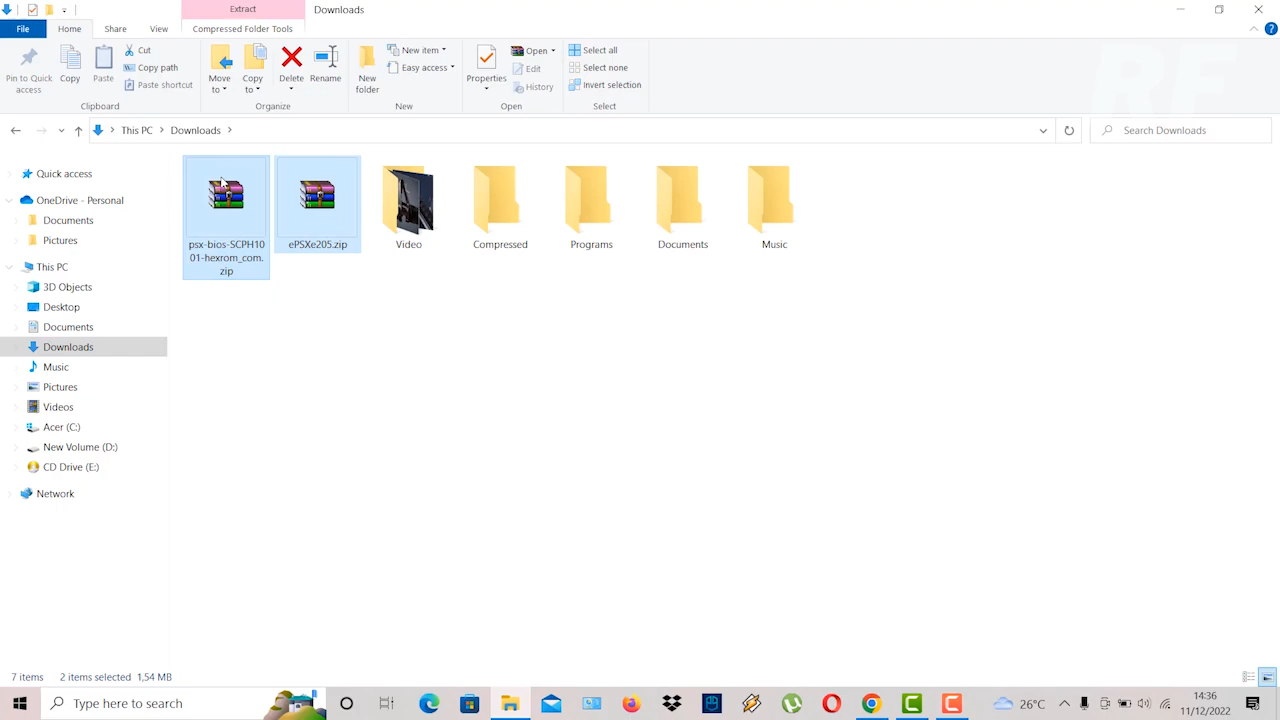 Extract
Downloads
File
Home
Share
View
Compressed Folder Tools
Pin to Quick
access
Copy
Paste
Cut
Copy path
Paste shortcut
Clipboard
Move
to
Copy
to
Delete
Rename
Organize
New
folder
New item
Easy access
New
Properties
Open
Edit
History
Open
Select all
Select none
Invert selection
Select
RF
This PC
Downloads
Search Downloads
Quick access
OneDrive - Personal
Documents
Pictures
This PC
3D Objects
Desktop
Documents
Downloads
Music
Pictures
Videos
Acer (C:)
New Volume (D:)
CD Drive (E:)
Network
psx-bios-SCPH10
01-hexrom_com.
zip
ePSXe205.zip
Video
Compressed
Programs
Documents
Music
7 items
2 items selected 1,54 MB
Type here to search
26°C
14:36
11/12/2022